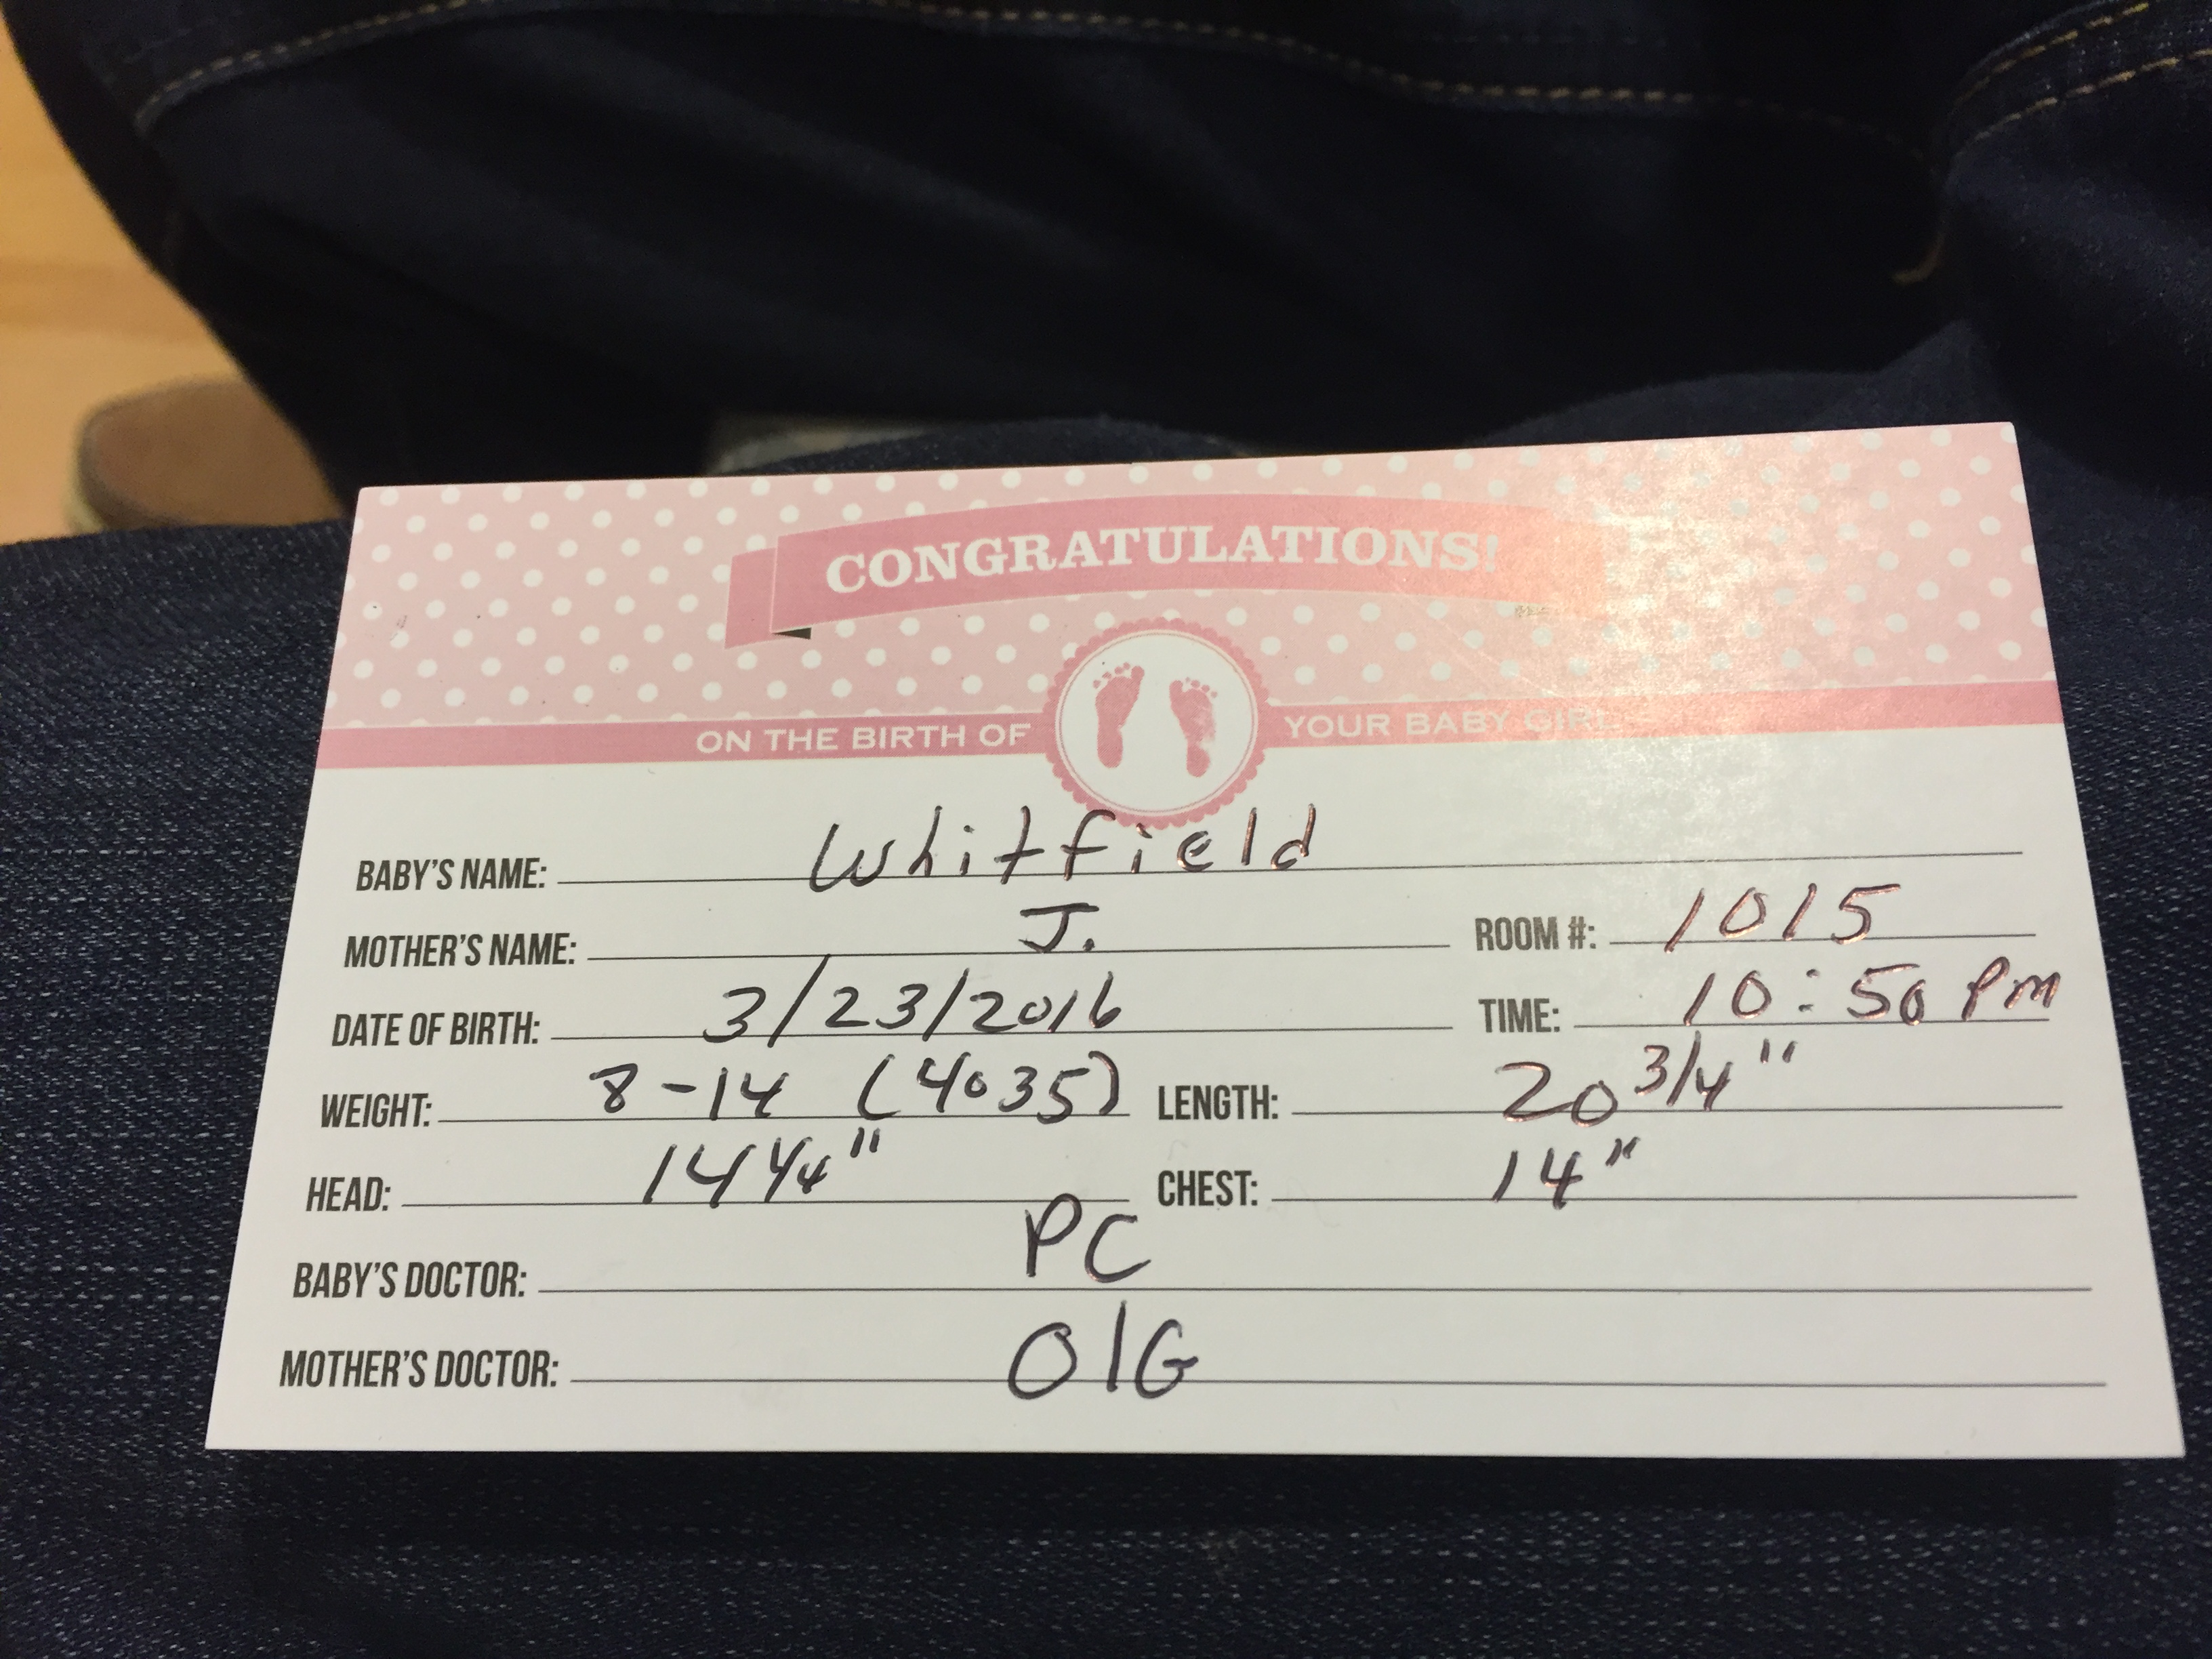 CONGRATULATIONS!
ON THE BIRTH OF YOUR BABY GIRL
BABY'S NAME: Whitfield
MOTHER'S NAME: J. ROOM #: 1015
DATE OF BIRTH: 3/23/2016 TIME: 10:50 PM
WEIGHT: 8-14 (4035) LENGTH: 20 3/4"
HEAD: 14 1/4" CHEST: 14"
BABY'S DOCTOR: PC
MOTHER'S DOCTOR: O/G